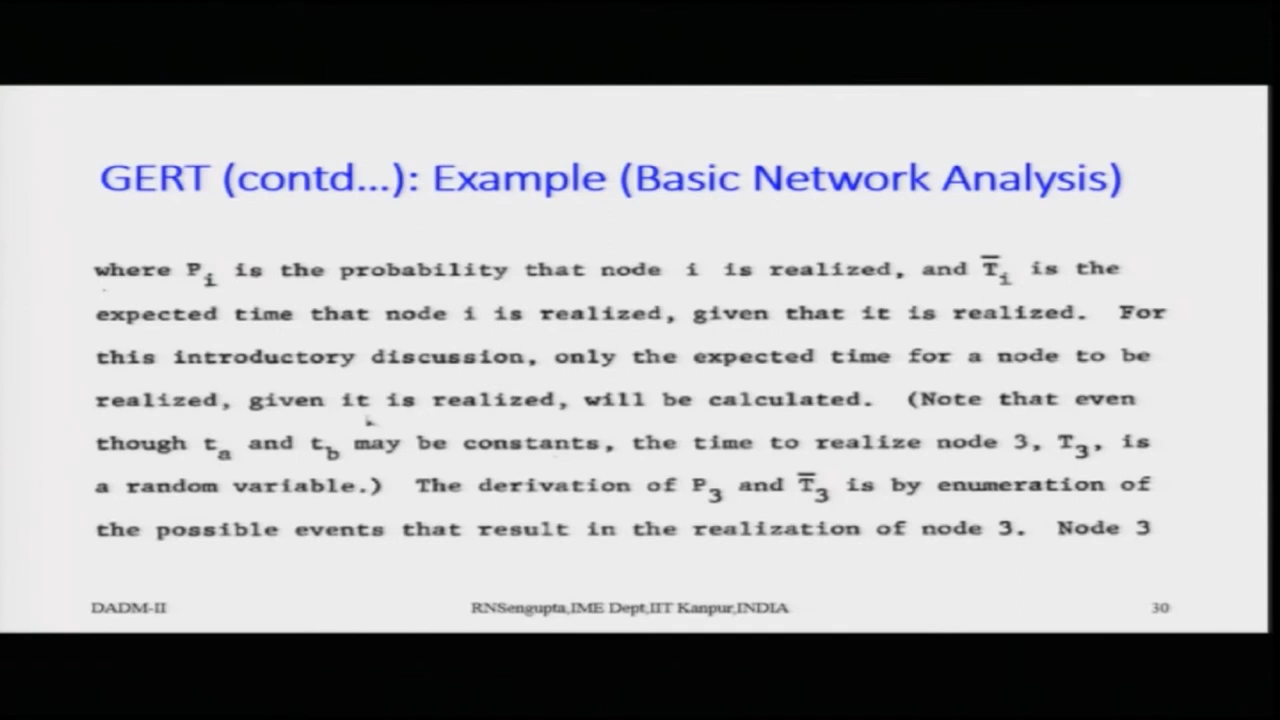 GERT (contd...): Example (Basic Network Analysis)
where P_i is the probability that node i is realized, and T̄_i is the
expected time that node i is realized, given that it is realized. For
this introductory discussion, only the expected time for a node to be
realized, given it is realized, will be calculated. (Note that even
though t_a and t_b may be constants, the time to realize node 3, T_3, is
a random variable.) The derivation of P_3 and T̄_3 is by enumeration of
the possible events that result in the realization of node 3. Node 3
DADM-II RNSengupta,IME Dept,IIT Kanpur,INDIA 30